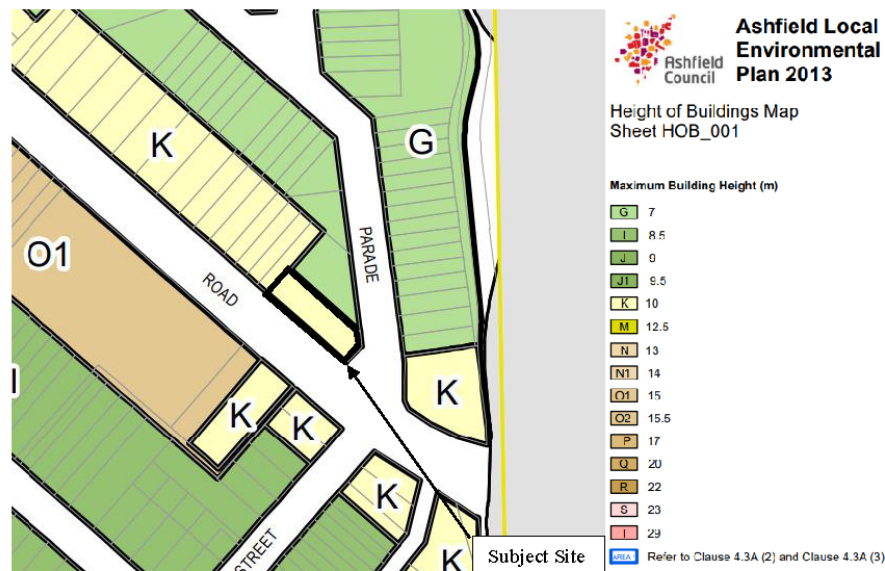 Ashfield Council
Ashfield Local
Environmental
Plan 2013
Height of Buildings Map
Sheet HOB_001
Maximum Building Height (m)
G 7
I 8.5
J 9
J1 9.5
K 10
M 12.5
N 13
N1 14
O1 15
O2 15.5
P 17
Q 20
R 22
S 23
I 29
AREA 1 Refer to Clause 4.3A (2) and Clause 4.3A (3)
K
G
O1
PARADE
ROAD
I
K
K
K
K
K
STREET
Subject Site